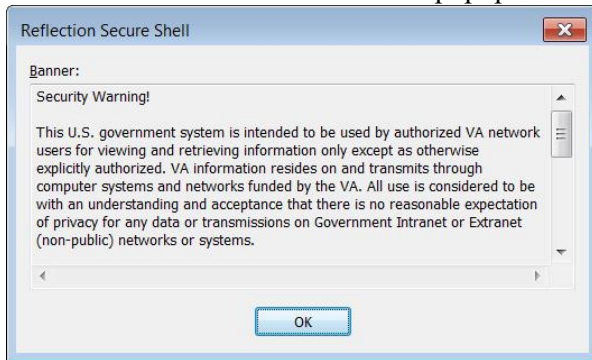 Reflection Secure Shell
Banner:
Security Warning!
This U.S. government system is intended to be used by authorized VA network
users for viewing and retrieving information only except as otherwise
explicitly authorized. VA information resides on and transmits through
computer systems and networks funded by the VA. All use is considered to be
with an understanding and acceptance that there is no reasonable expectation
of privacy for any data or transmissions on Government Intranet or Extranet
(non-public) networks or systems.
OK